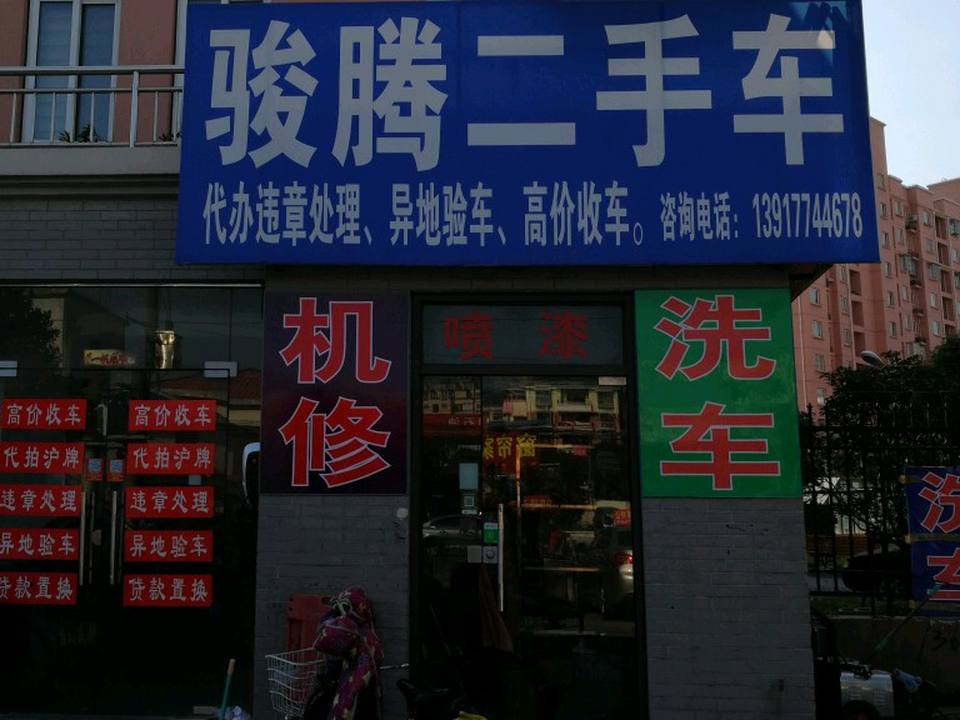 骏腾二手车
代办违章处理、异地验车、高价收车。咨询电话：13917744678
机修
喷漆
洗车
高价收车
代拍沪牌
违章处理
异地验车
贷款置换
高价收车
代拍沪牌
违章处理
异地验车
贷款置换
窗帘
洗车